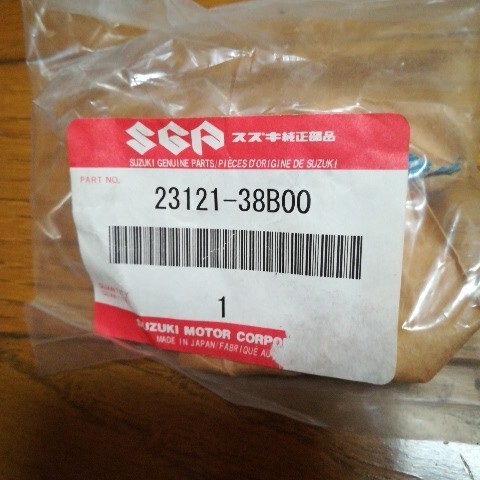 SGP スズキ純正部品
SUZUKI GENUINE PARTS/PIÈCES D'ORIGINE DE SUZUKI
PART NO.
23121-38B00
1
SUZUKI MOTOR CORPO
MADE IN JAPAN/FABRIQUÉ AU